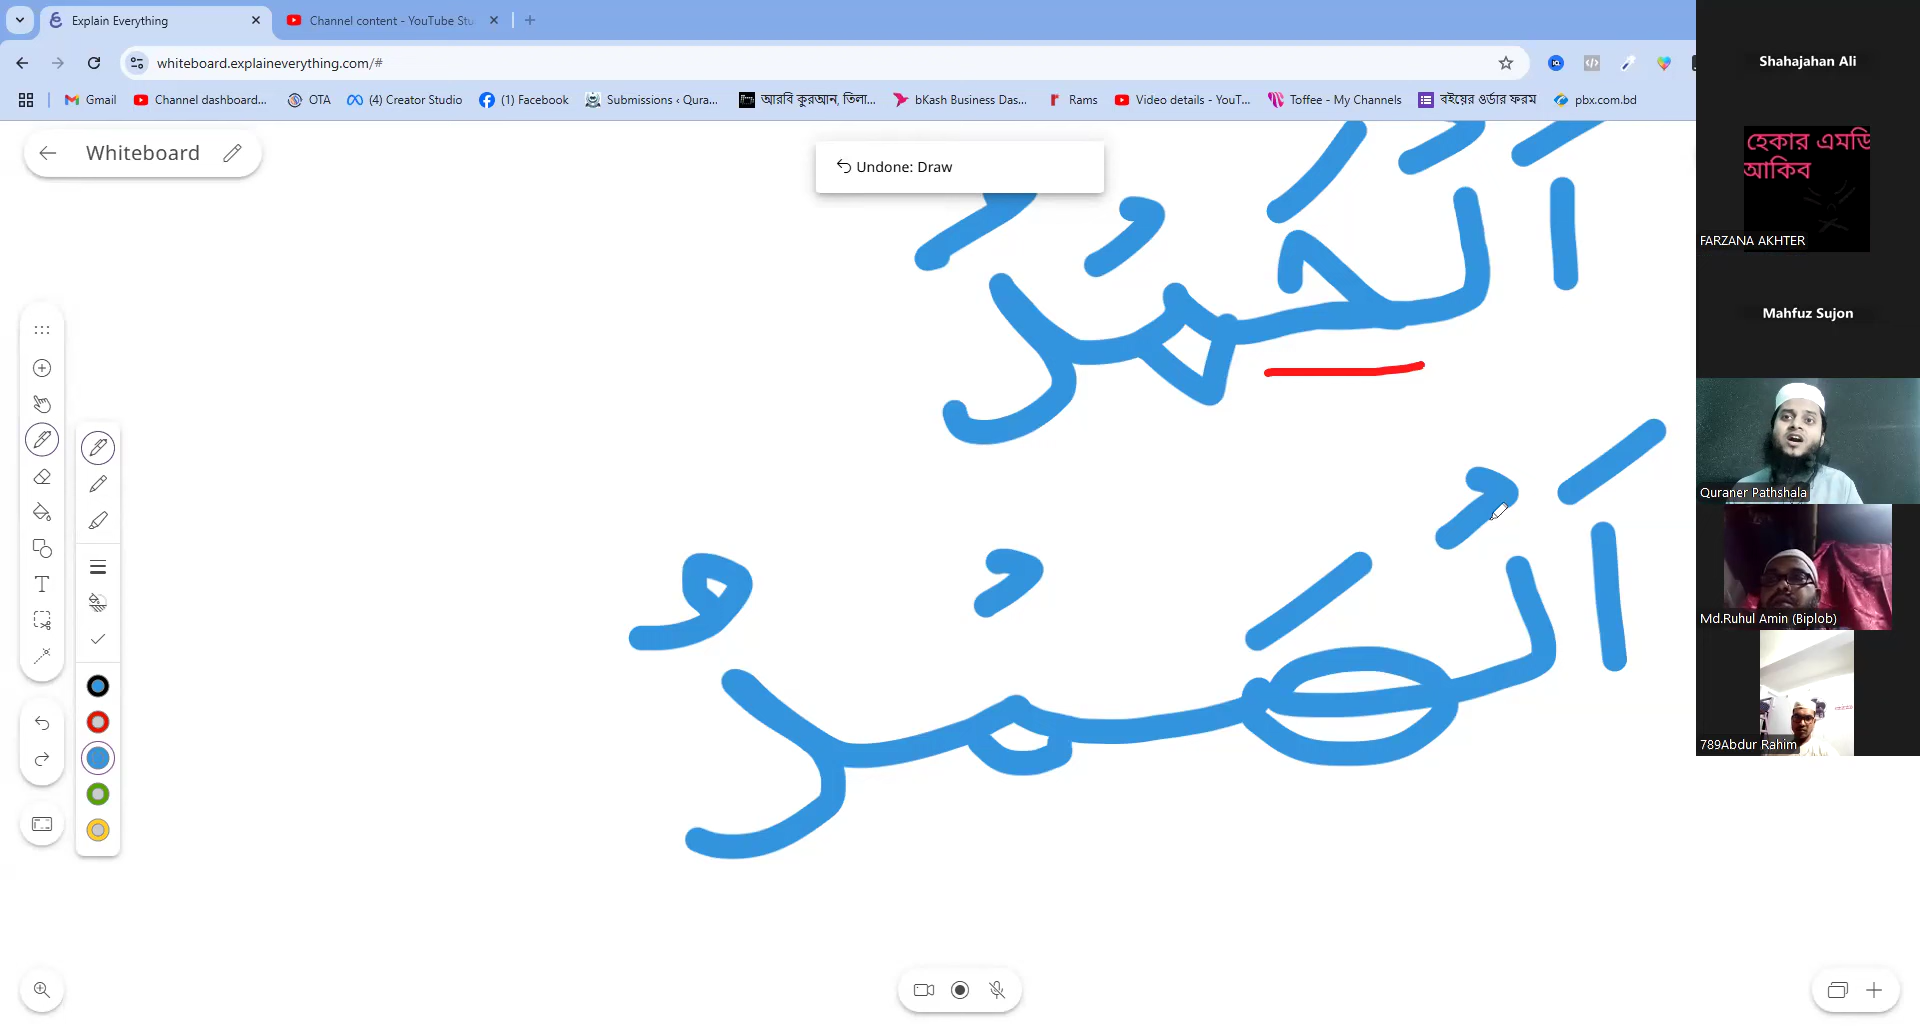 Explain Everything
Channel content - YouTube Stu
whiteboard.explaineverything.com/#
Gmail
Channel dashboard...
OTA
(4) Creator Studio
(1) Facebook
Submissions ‹ Qura...
আরবি কুরআন, তিলা...
bKash Business Das...
Rams
Video details - YouT...
Toffee - My Channels
বইয়ের ওর্ডার ফরম
pbx.com.bd
Whiteboard
Undone: Draw
اَلْحَمْدُ
اَلْصَمْدُ
T
Shahajahan Ali
হেকার এমডি
আকিব
FARZANA AKHTER
Mahfuz Sujon
Quraner Pathshala
Md.Ruhul Amin (Biplob)
789Abdur Rahim